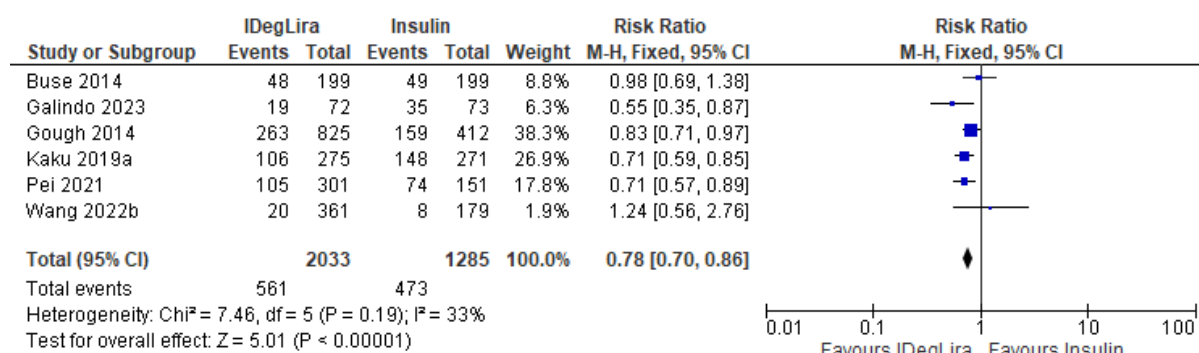 IDegLira Insulin Risk Ratio Risk Ratio
Study or Subgroup Events Total Events Total Weight M-H, Fixed, 95% CI M-H, Fixed, 95% CI
Buse 2014 48 199 49 199 8.8% 0.98 [0.69, 1.38]
Galindo 2023 19 72 35 73 6.3% 0.55 [0.35, 0.87]
Gough 2014 263 825 159 412 38.3% 0.83 [0.71, 0.97]
Kaku 2019a 106 275 148 271 26.9% 0.71 [0.59, 0.85]
Pei 2021 105 301 74 151 17.8% 0.71 [0.57, 0.89]
Wang 2022b 20 361 8 179 1.9% 1.24 [0.56, 2.76]
Total (95% CI) 2033 1285 100.0% 0.78 [0.70, 0.86]
Total events 561 473
Heterogeneity: Chi² = 7.46, df = 5 (P = 0.19); I² = 33%
Test for overall effect: Z = 5.01 (P < 0.00001)
0.01 0.1 1 10 100
Favours IDegLira Favours Insulin